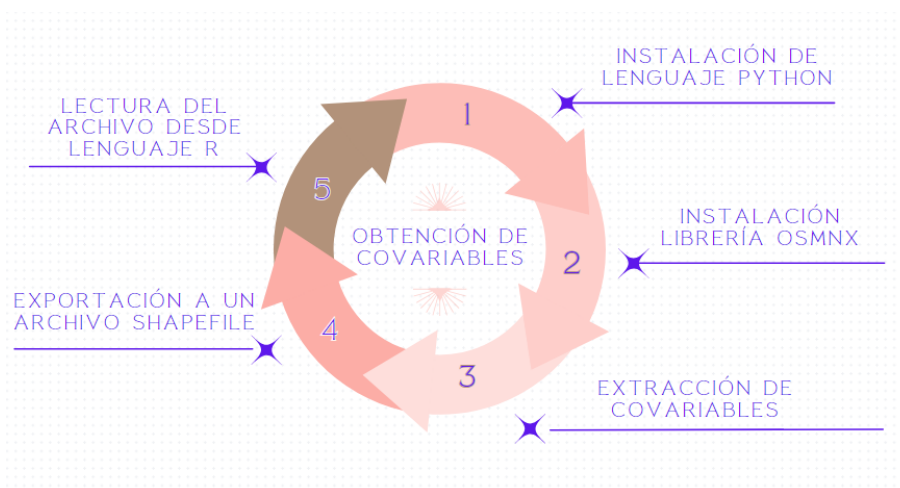 1
INSTALACIÓN DE
LENGUAJE PYTHON
2
INSTALACIÓN
LIBRERÍA OSMNX
3
EXTRACCIÓN DE
COVARIABLES
4
EXPORTACIÓN A UN
ARCHIVO SHAPEFILE
5
LECTURA DEL
ARCHIVO DESDE
LENGUAJE R
OBTENCIÓN DE
COVARIABLES